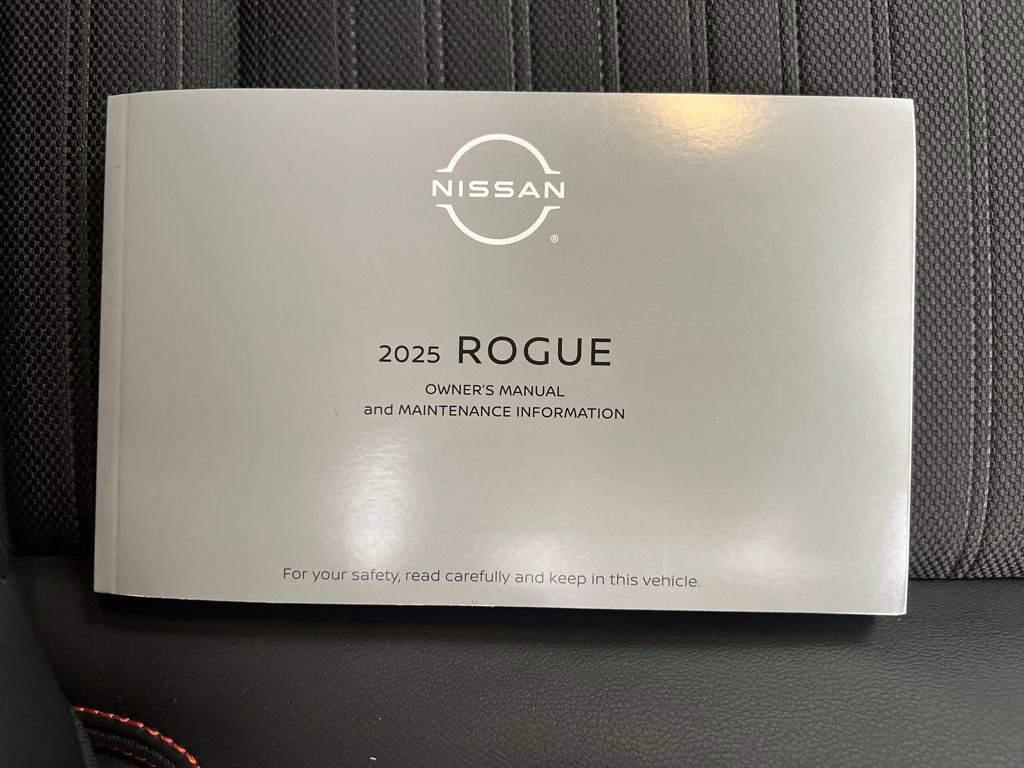 NISSAN
®
2025 ROGUE
OWNER'S MANUAL
and MAINTENANCE INFORMATION
For your safety, read carefully and keep in this vehicle.